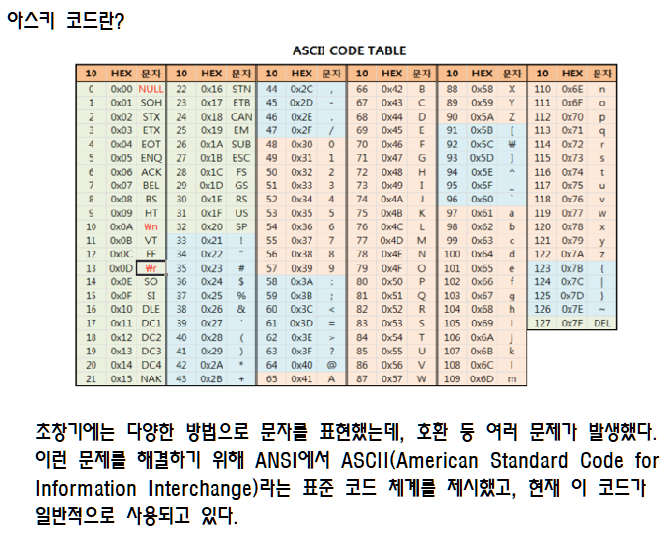 아스키 코드란?
ASCII CODE TABLE
10 HEX 문자 10 HEX 문자 10 HEX 문자 10 HEX 문자 10 HEX 문자 10 HEX 문자
0 0x00 NULL 22 0x16 STN 44 0x2C , 66 0x42 B 88 0x58 X 110 0x6E n
1 0x01 SOH 23 0x17 ETB 45 0x2D - 67 0x43 C 89 0x59 Y 111 0x6F o
2 0x02 STX 24 0x18 CAN 46 0x2E . 68 0x44 D 90 0x5A Z 112 0x70 p
3 0x03 ETX 25 0x19 EM 47 0x2F / 69 0x45 E 91 0x5B [ 113 0x71 q
4 0x04 EOT 26 0x1A SUB 48 0x30 0 70 0x46 F 92 0x5C ₩ 114 0x72 r
5 0x05 ENQ 27 0x1B ESC 49 0x31 1 71 0x47 G 93 0x5D ] 115 0x73 s
6 0x06 ACK 28 0x1C FS 50 0x32 2 72 0x48 H 94 0x5E ^ 116 0x74 t
7 0x07 BEL 29 0x1D GS 51 0x33 3 73 0x49 I 95 0x5F _ 117 0x75 u
8 0x08 BS 30 0x1E RS 52 0x34 4 74 0x4A J 96 0x60 ` 118 0x76 v
9 0x09 HT 31 0x1F US 53 0x35 5 75 0x4B K 97 0x61 a 119 0x77 w
10 0x0A ₩n 32 0x20 SP 54 0x36 6 76 0x4C L 98 0x62 b 120 0x78 x
11 0x0B VT 33 0x21 ! 55 0x37 7 77 0x4D M 99 0x63 c 121 0x79 y
12 0x0C FF 34 0x22 " 56 0x38 8 78 0x4E N 100 0x64 d 122 0x7A z
13 0x0D ₩r 35 0x23 # 57 0x39 9 79 0x4F O 101 0x65 e 123 0x7B {
14 0x0E SO 36 0x24 $ 58 0x3A : 80 0x50 P 102 0x66 f 124 0x7C |
15 0x0F SI 37 0x25 % 59 0x3B ; 81 0x51 Q 103 0x67 g 125 0x7D }
16 0x10 DLE 38 0x26 & 60 0x3C < 82 0x52 R 104 0x68 h 126 0x7E ~
17 0x11 DC1 39 0x27 ' 61 0x3D = 83 0x53 S 105 0x69 i 127 0x7F DEL
18 0x12 DC2 40 0x28 ( 62 0x3E > 84 0x54 T 106 0x6A j
19 0x13 DC3 41 0x29 ) 63 0x3F ? 85 0x55 U 107 0x6B k
20 0x14 DC4 42 0x2A * 64 0x40 @ 86 0x56 V 108 0x6C l
21 0x15 NAK 43 0x2B + 65 0x41 A 87 0x57 W 109 0x6D m
초창기에는 다양한 방법으로 문자를 표현했는데, 호환 등 여러 문제가 발생했다.
이런 문제를 해결하기 위해 ANSI에서 ASCII(American Standard Code for
Information Interchange)라는 표준 코드 체계를 제시했고, 현재 이 코드가
일반적으로 사용되고 있다.